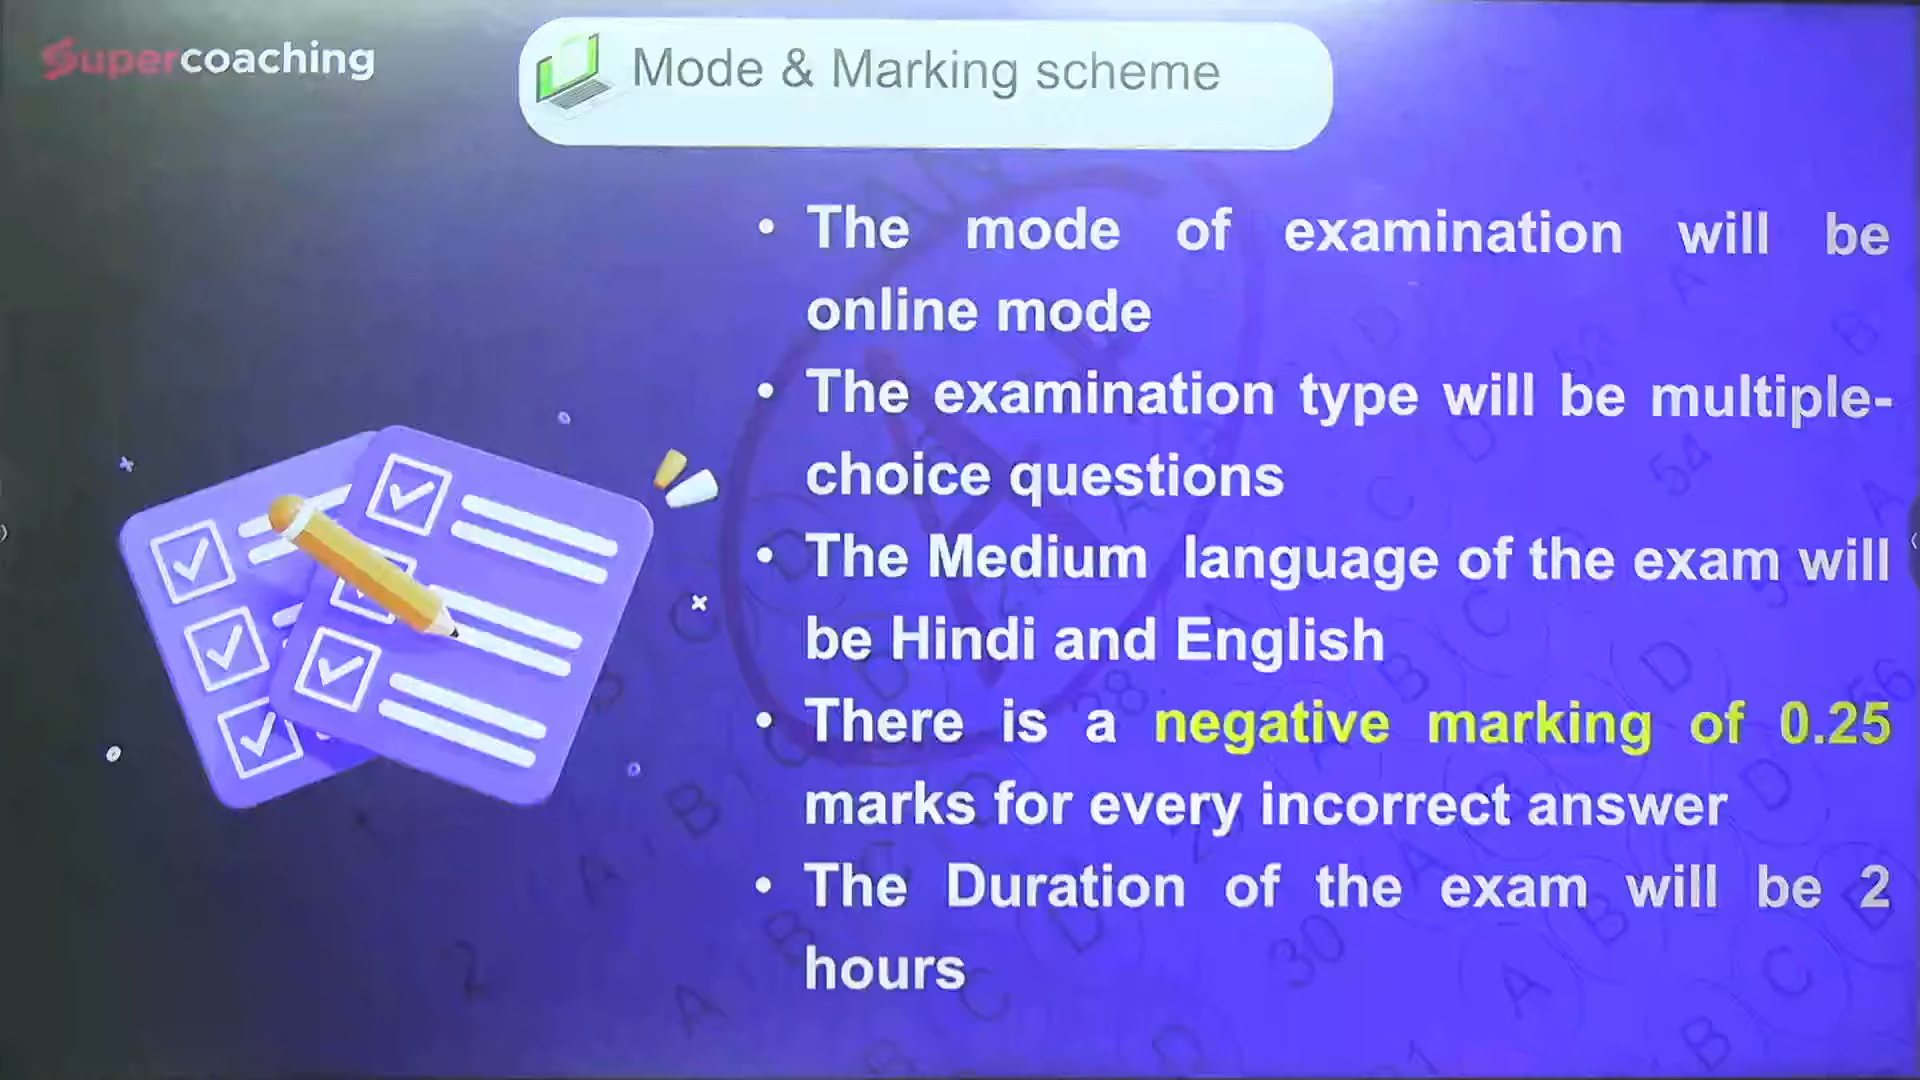 Supercoaching
Mode & Marking scheme
• The mode of examination will be
online mode
• The examination type will be multiple-
choice questions
• The Medium language of the exam will
be Hindi and English
• There is a negative marking of 0.25
marks for every incorrect answer
• The Duration of the exam will be 2
hours